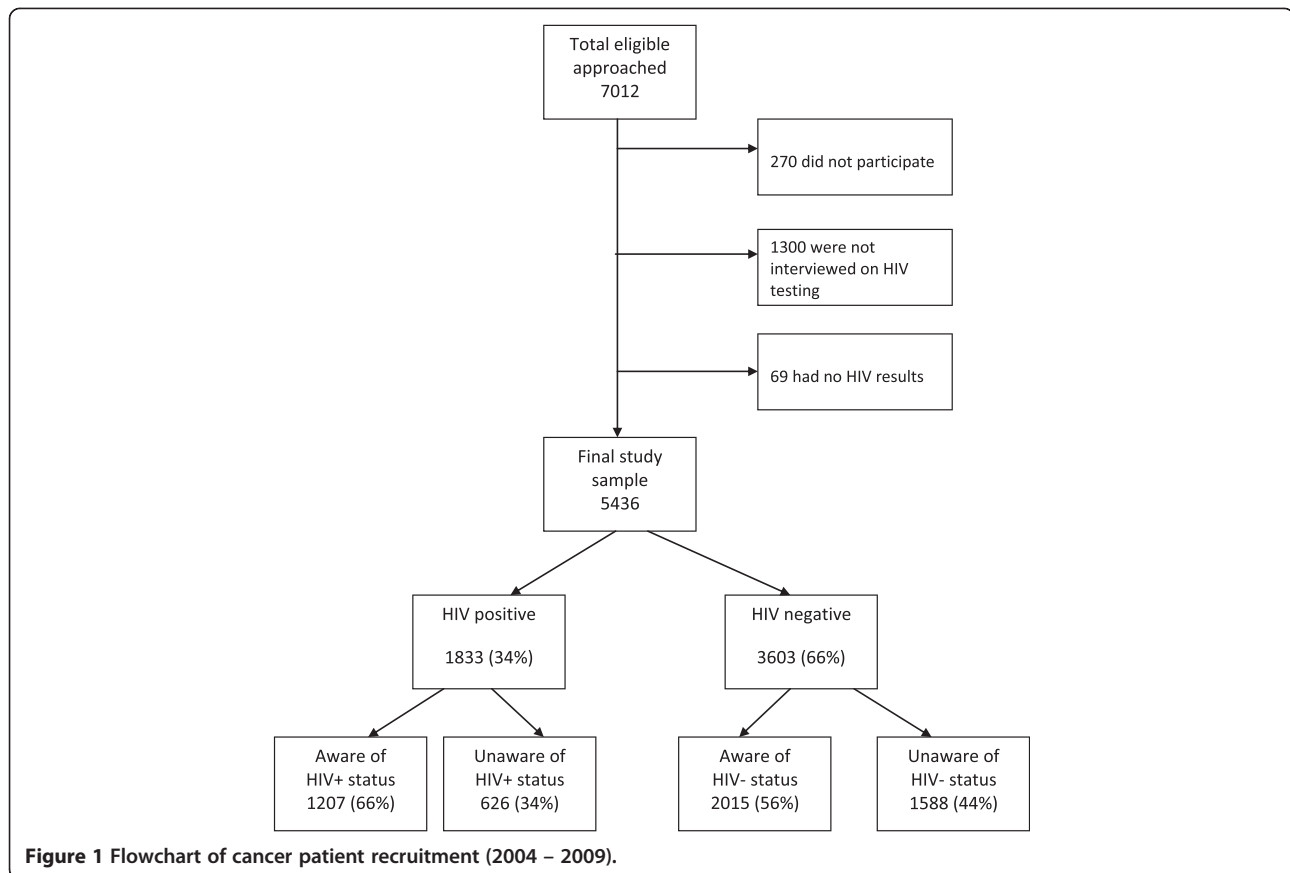 Total eligible
approached
7012
270 did not participate
1300 were not
interviewed on HIV
testing
69 had no HIV results
Final study
sample
5436
HIV positive
1833 (34%)
HIV negative
3603 (66%)
Aware of
HIV+ status
1207 (66%)
Unaware of
HIV+ status
626 (34%)
Aware of
HIV- status
2015 (56%)
Unaware of
HIV- status
1588 (44%)
Figure 1 Flowchart of cancer patient recruitment (2004 – 2009).